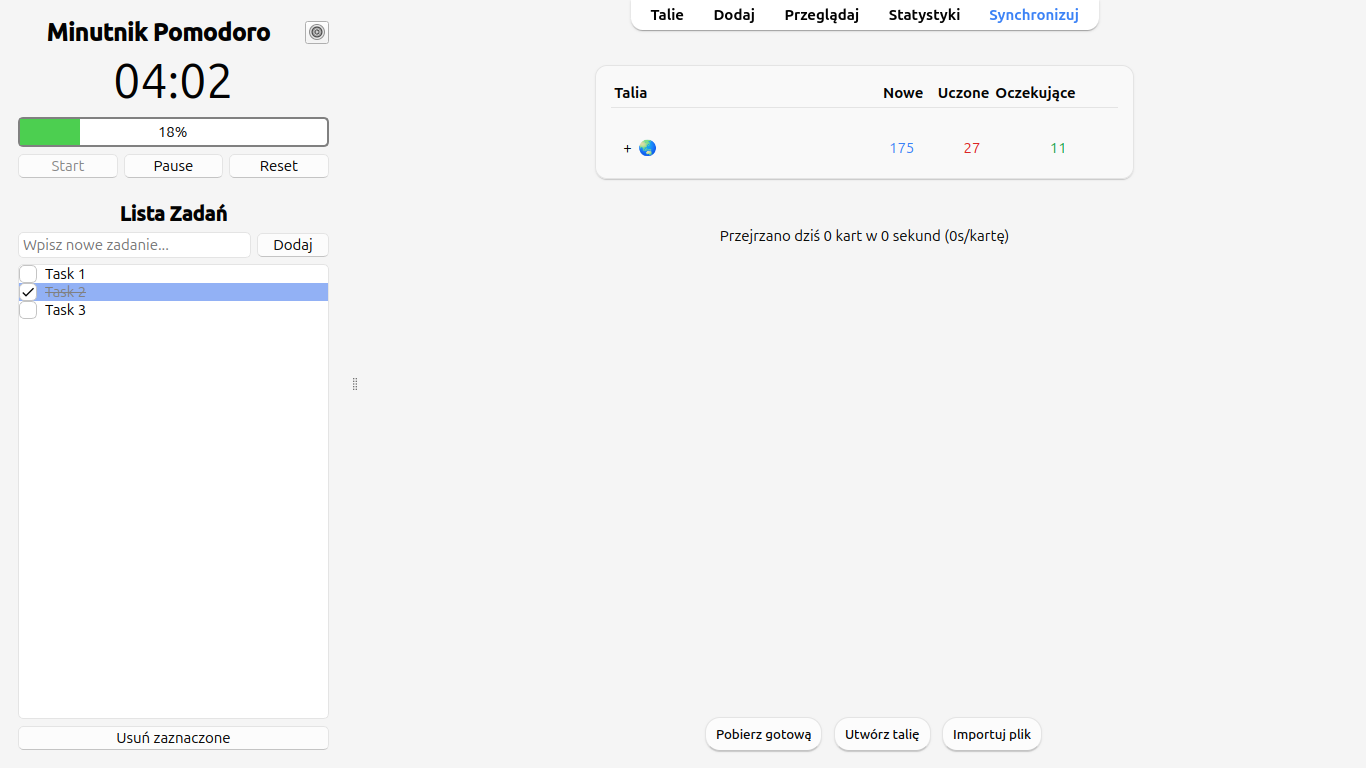 Minutnik Pomodoro
04:02
18%
Start Pause Reset
Lista Zadań
Wpisz nowe zadanie... Dodaj
Task 1
Task 2
Task 3
Usuń zaznaczone
Talie Dodaj Przeglądaj Statystyki Synchronizuj
Talia Nowe Uczone Oczekujące
+ 🌏 175 27 11
Przejrzano dziś 0 kart w 0 sekund (0s/kartę)
Pobierz gotową Utwórz talię Importuj plik